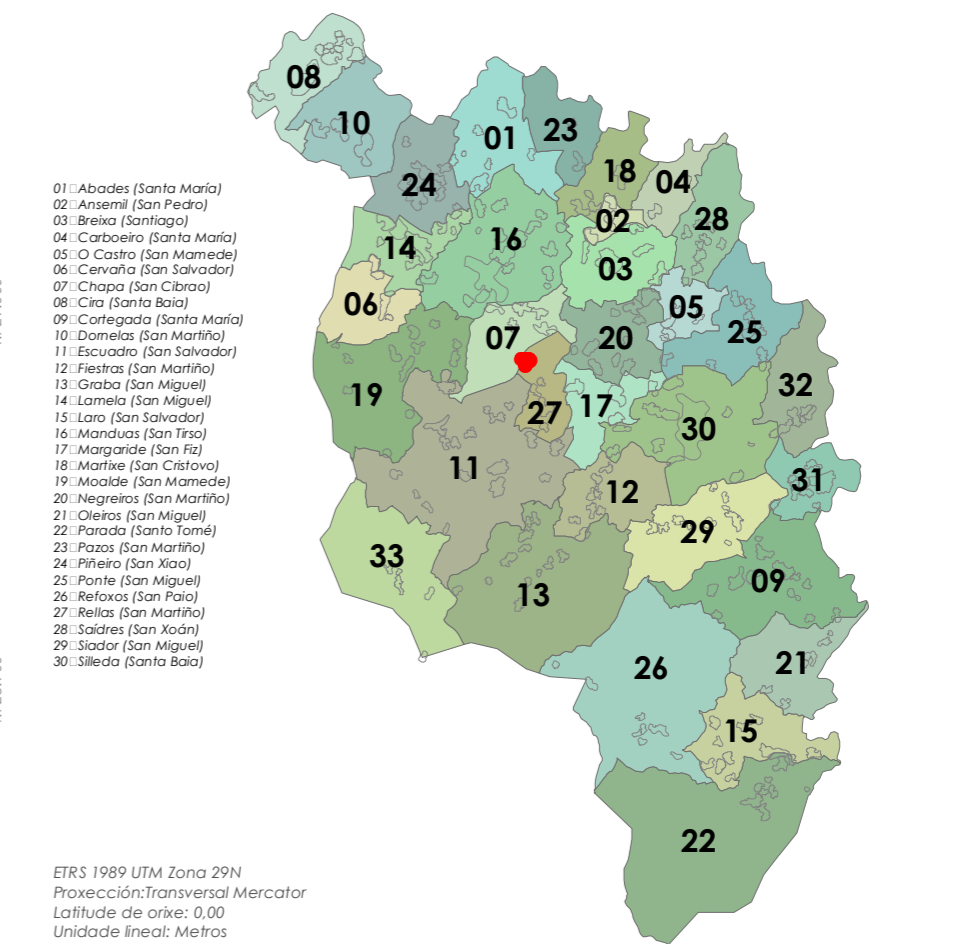 08
10
01
23
18
04
24
02
28
14
16
03
06
05
07
20
25
19
27
17
32
30
11
12
31
29
33
13
09
26
21
15
22
01□Abades (Santa María)
02□Ansemil (San Pedro)
03□Breixa (Santiago)
04□Carboeiro (Santa María)
05□O Castro (San Mamede)
06□Cervaña (San Salvador)
07□Chapa (San Cibrao)
08□Cira (Santa Baia)
09□Cortegada (Santa María)
10□Dornelas (San Martiño)
11□Escuadro (San Salvador)
12□Fiestras (San Martiño)
13□Graba (San Miguel)
14□Lamela (San Miguel)
15□Laro (San Salvador)
16□Manduas (San Tirso)
17□Margaride (San Fiz)
18□Martixe (San Cristovo)
19□Moalde (San Mamede)
20□Negreiros (San Martiño)
21□Oleiros (San Miguel)
22□Parada (Santo Tomé)
23□Pazos (San Martiño)
24□Piñeiro (San Xiao)
25□Ponte (San Miguel)
26□Refoxos (San Paio)
27□Rellas (San Martiño)
28□Saídres (San Xoán)
29□Siador (San Miguel)
30□Silleda (Santa Baia)
ETRS 1989 UTM Zona 29N
Proxección:Transversal Mercator
Latitude de orixe: 0,00
Unidade lineal: Metros